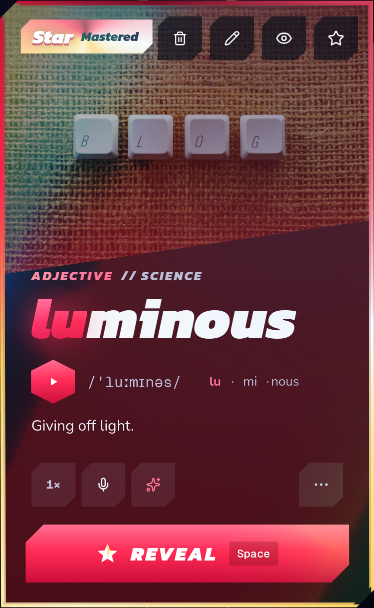 Star Mastered
B L O G
ADJECTIVE // SCIENCE
luminous
/ˈluːmɪnəs/ lu · mi · nous
Giving off light.
1×
REVEAL Space